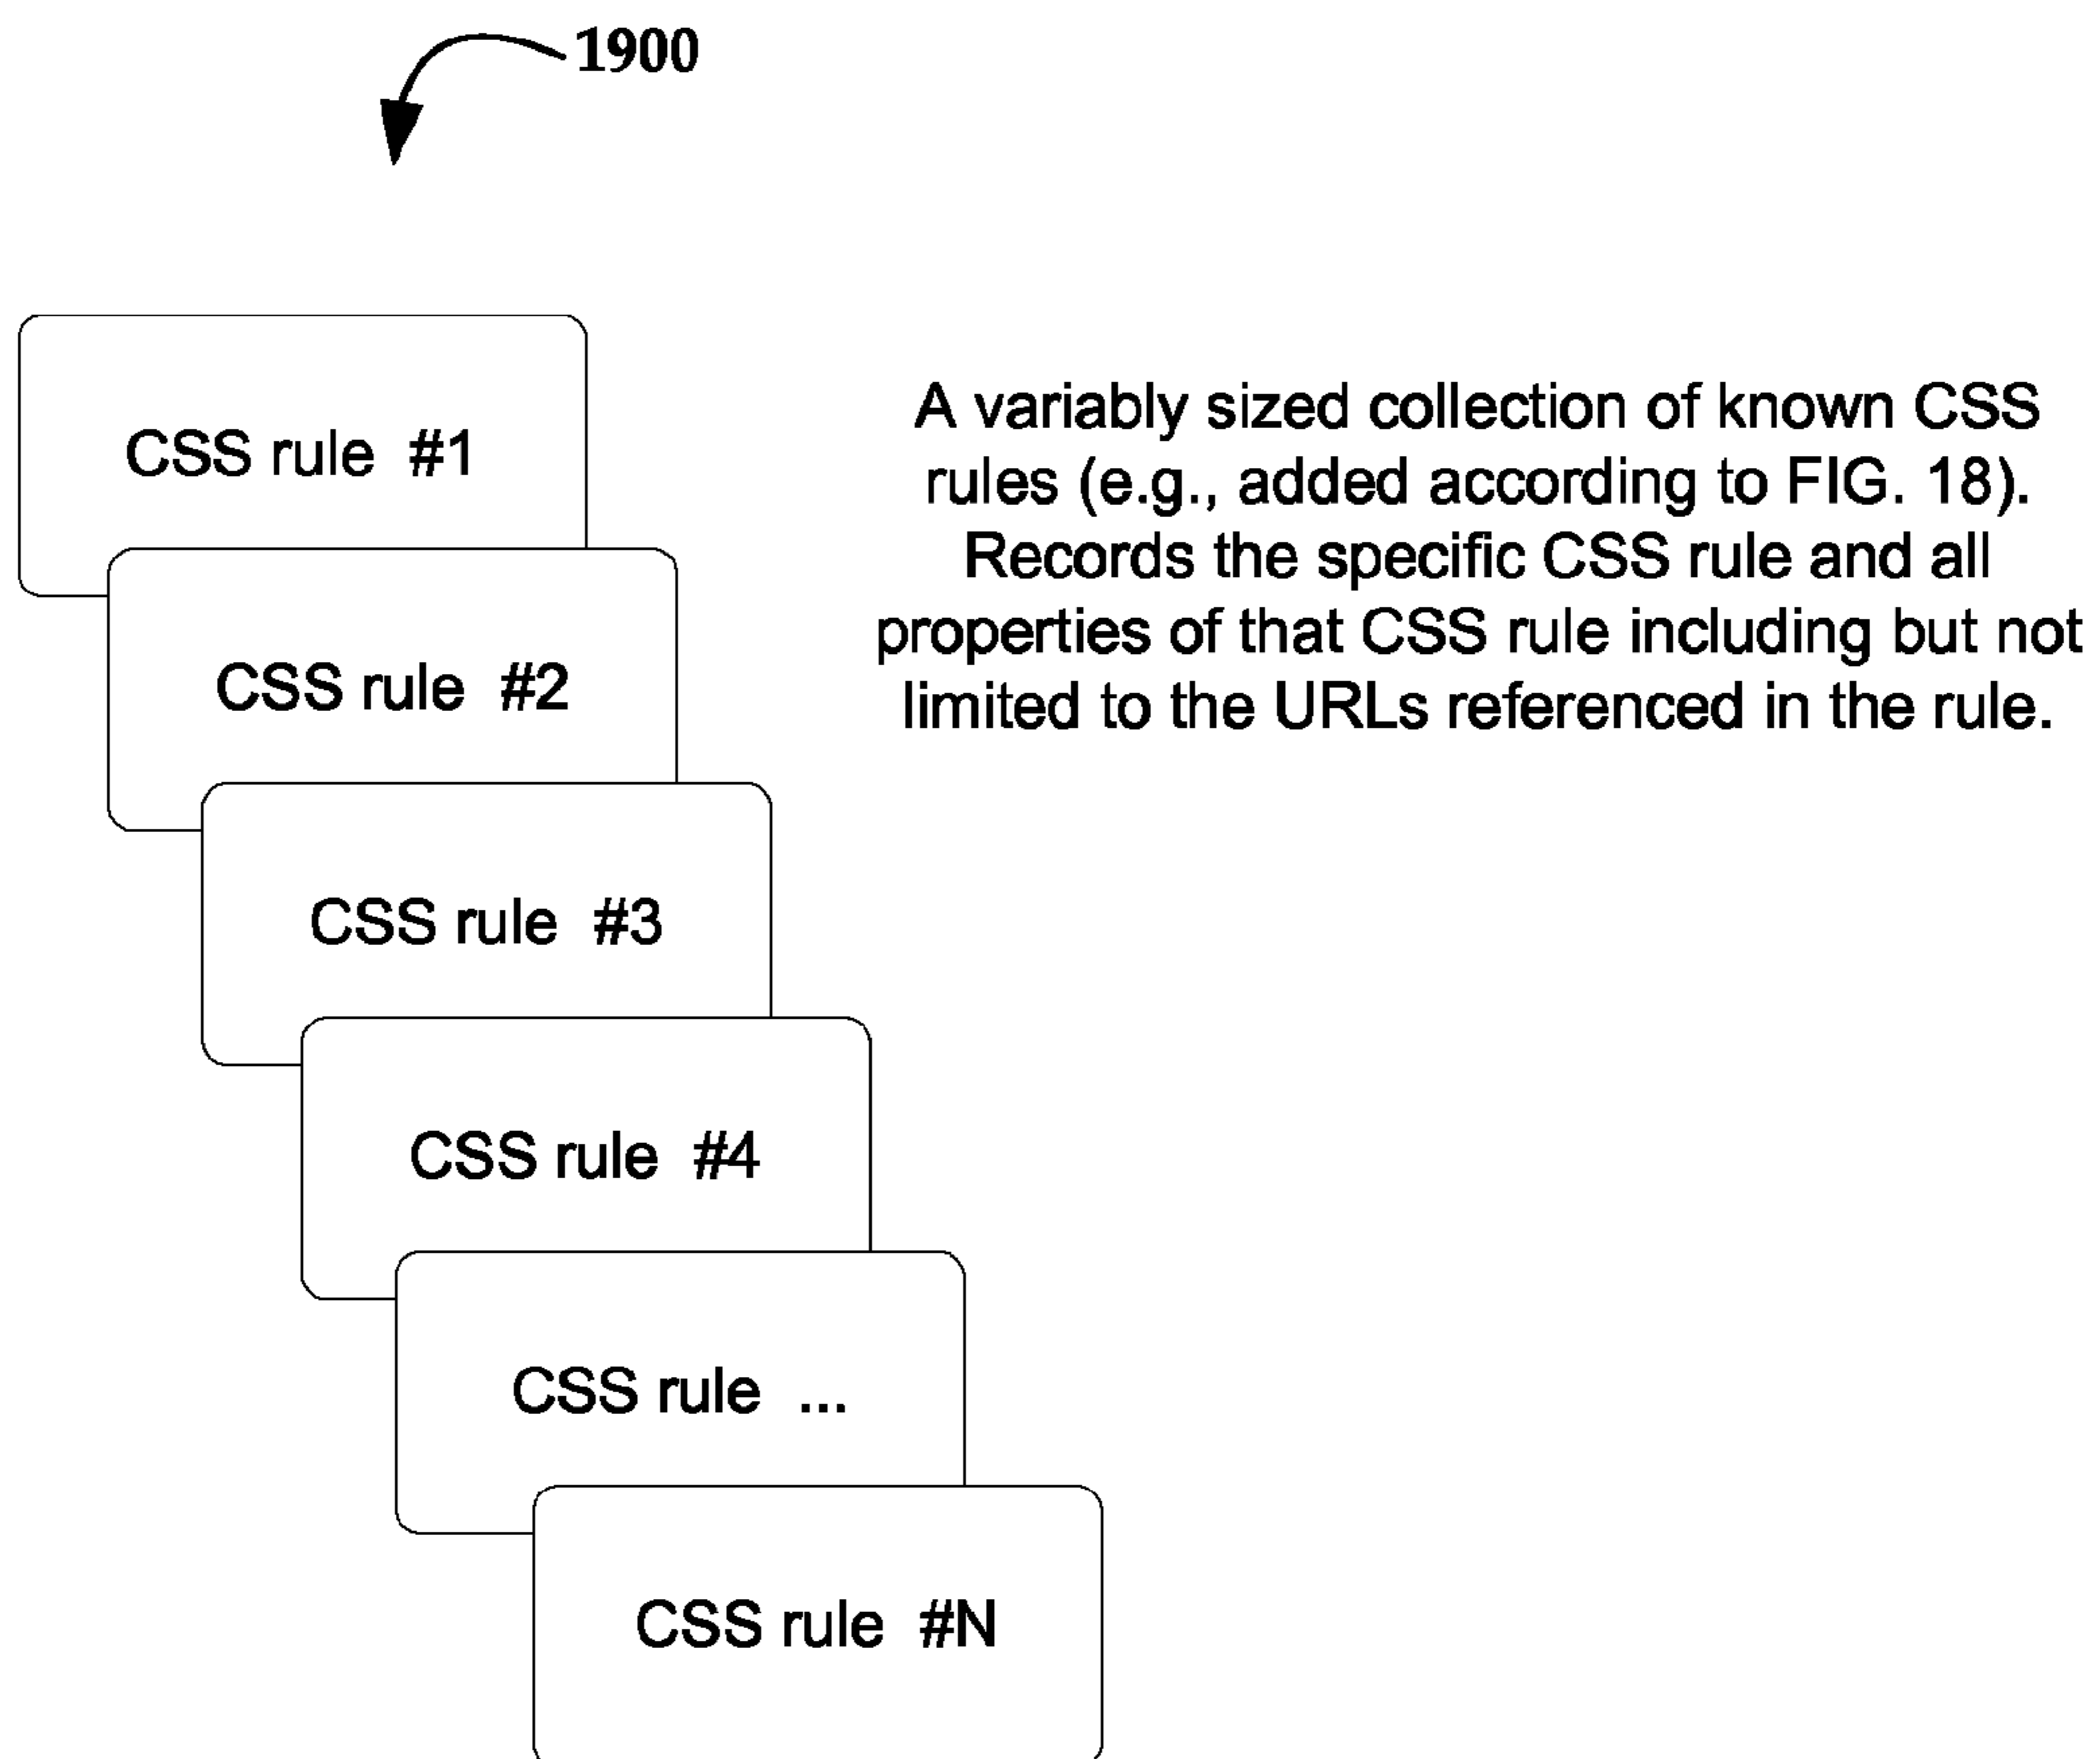 1900
CSS rule #1
A variably sized collection of known CSS
rules (e.g., added according to FIG. 18).
Records the specific CSS rule and all
properties of that CSS rule including but not
limited to the URLs referenced in the rule.
CSS rule #2
CSS rule #3
CSS rule #4
CSS rule ...
CSS rule #N